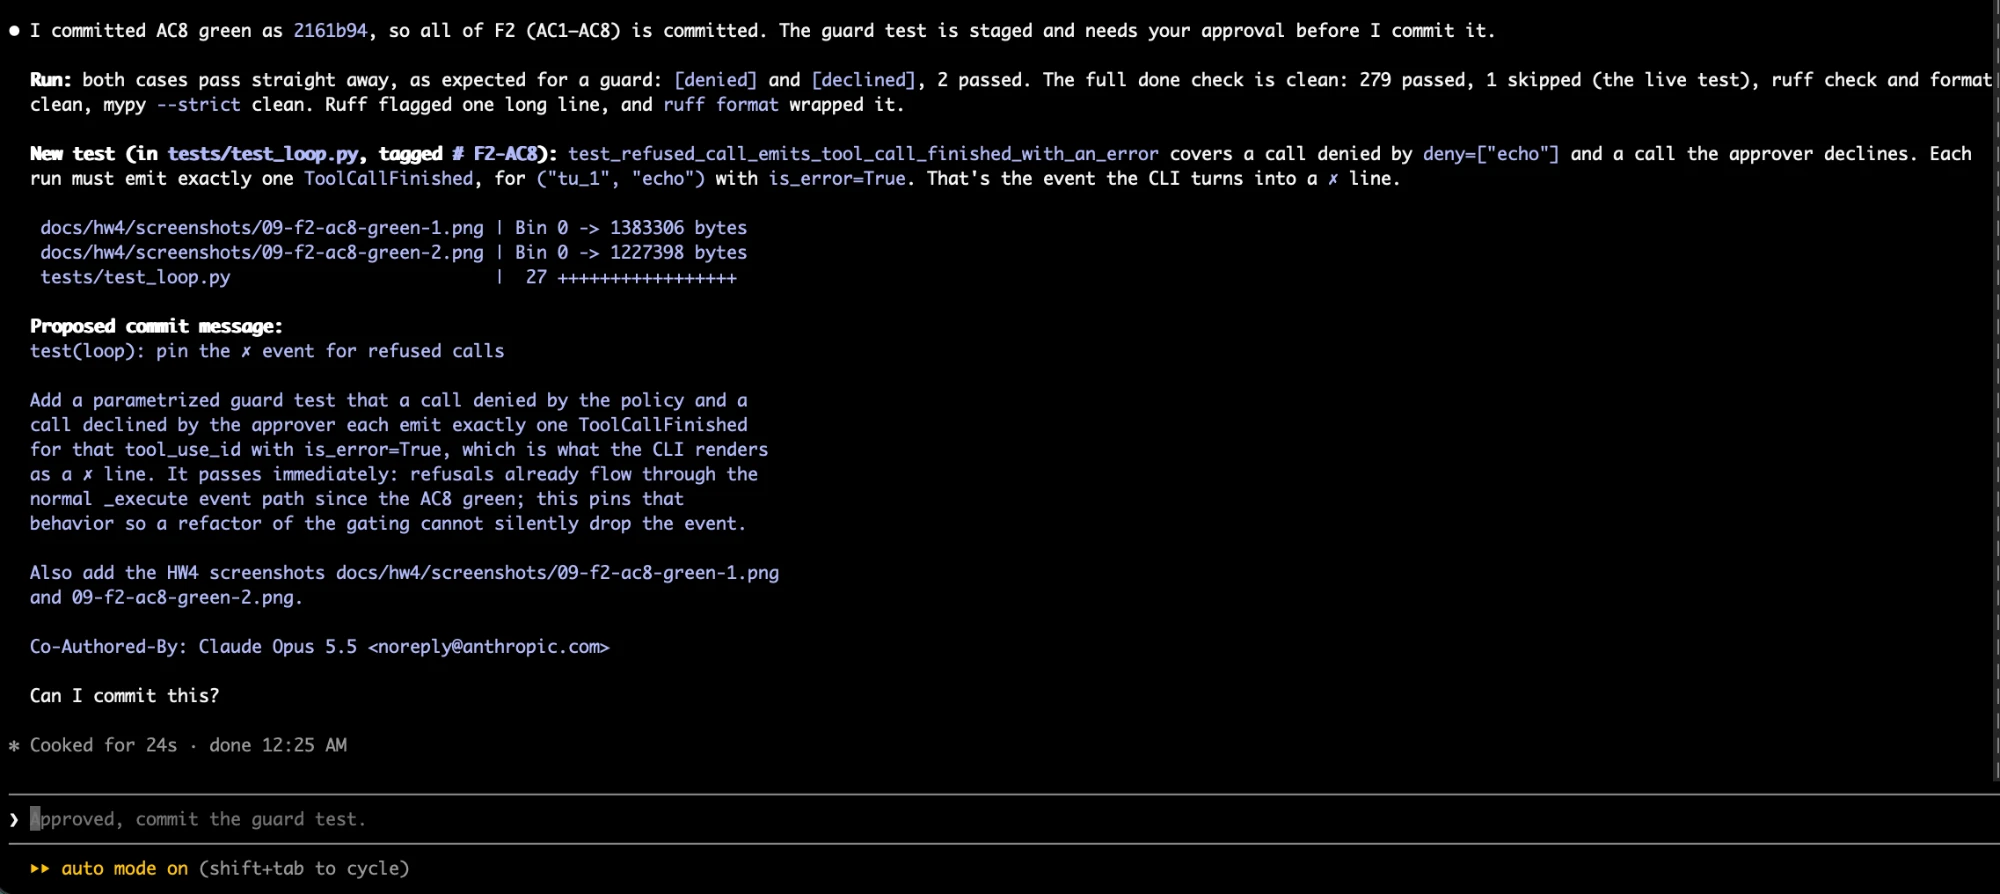 ● I committed AC8 green as 2161b94, so all of F2 (AC1–AC8) is committed. The guard test is staged and needs your approval before I commit it.
Run: both cases pass straight away, as expected for a guard: [denied] and [declined], 2 passed. The full done check is clean: 279 passed, 1 skipped (the live test), ruff check and format
clean, mypy --strict clean. Ruff flagged one long line, and ruff format wrapped it.
New test (in tests/test_loop.py, tagged # F2-AC8): test_refused_call_emits_tool_call_finished_with_an_error covers a call denied by deny=["echo"] and a call the approver declines. Each
run must emit exactly one ToolCallFinished, for ("tu_1", "echo") with is_error=True. That's the event the CLI turns into a ✗ line.
docs/hw4/screenshots/09-f2-ac8-green-1.png | Bin 0 -> 1383306 bytes
docs/hw4/screenshots/09-f2-ac8-green-2.png | Bin 0 -> 1227398 bytes
tests/test_loop.py | 27 +++++++++++++++++
Proposed commit message:
test(loop): pin the ✗ event for refused calls
Add a parametrized guard test that a call denied by the policy and a
call declined by the approver each emit exactly one ToolCallFinished
for that tool_use_id with is_error=True, which is what the CLI renders
as a ✗ line. It passes immediately: refusals already flow through the
normal _execute event path since the AC8 green; this pins that
behavior so a refactor of the gating cannot silently drop the event.
Also add the HW4 screenshots docs/hw4/screenshots/09-f2-ac8-green-1.png
and 09-f2-ac8-green-2.png.
Co-Authored-By: Claude Opus 5.5 <noreply@anthropic.com>
Can I commit this?
✻ Cooked for 24s · done 12:25 AM
❯ Approved, commit the guard test.
⏵⏵ auto mode on (shift+tab to cycle)